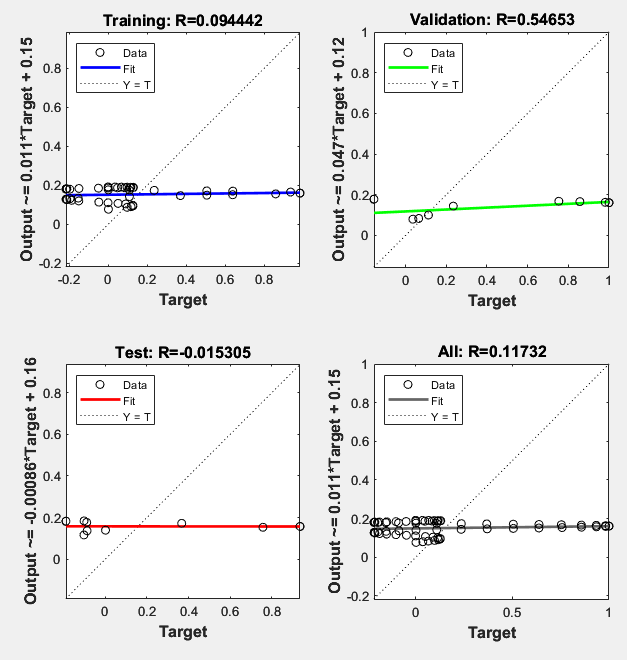 Training: R=0.094442
Output ~= 0.011*Target + 0.15
Data
Fit
Y = T
0.8
0.6
0.4
0.2
0
-0.2
-0.2 0 0.2 0.4 0.6 0.8
Target
Validation: R=0.54653
Output ~= 0.047*Target + 0.12
Data
Fit
Y = T
1
0.8
0.6
0.4
0.2
0
0 0.2 0.4 0.6 0.8 1
Target
Test: R=-0.015305
Output ~= -0.00086*Target + 0.16
Data
Fit
Y = T
0.8
0.6
0.4
0.2
0
0 0.2 0.4 0.6 0.8
Target
All: R=0.11732
Output ~= 0.011*Target + 0.15
Data
Fit
Y = T
1
0.8
0.6
0.4
0.2
0
-0.2
0 0.5 1
Target